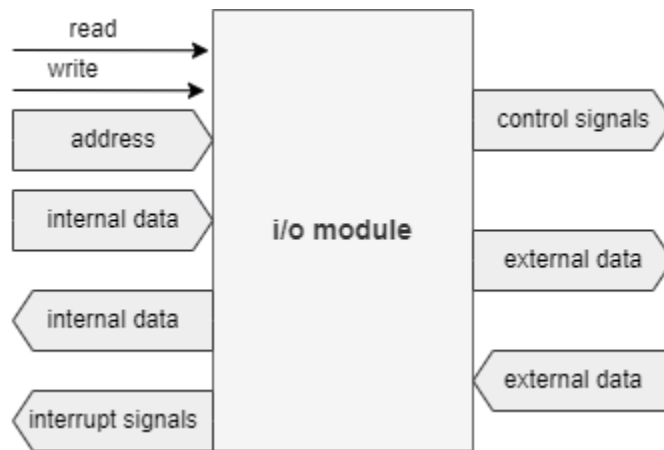 read
write
address
internal data
internal data
interrupt signals
i/o module
control signals
external data
external data